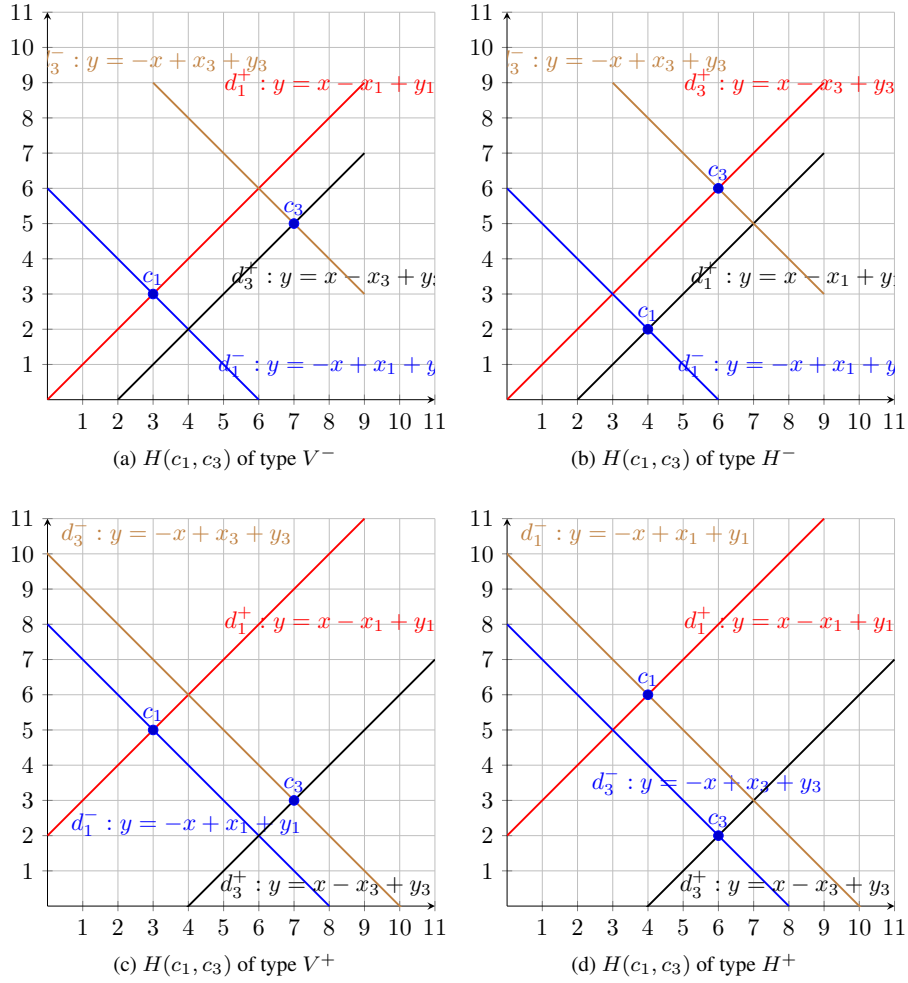 11
10
9
8
7
6
5
4
3
2
1
1 2 3 4 5 6 7 8 9 10 11
$_3^-: y = -x + x_3 + y_3$
$d_1^+: y = x - x_1 + y_1$
$c_3$
$c_1$
$d_3^+: y = x - x_3 + y_3$
$d_1^-: y = -x + x_1 + y$
(a) $H(c_1, c_3)$ of type $V^-$
11
10
9
8
7
6
5
4
3
2
1
1 2 3 4 5 6 7 8 9 10 11
$_3^-: y = -x + x_3 + y_3$
$d_3^+: y = x - x_3 + y_3$
$c_3$
$d_1^+: y = x - x_1 + y_1$
$c_1$
$d_1^-: y = -x + x_1 + y$
(b) $H(c_1, c_3)$ of type $H^-$
11
10
9
8
7
6
5
4
3
2
1
1 2 3 4 5 6 7 8 9 10 11
$d_3^-: y = -x + x_3 + y_3$
$d_1^+: y = x - x_1 + y_1$
$c_1$
$c_3$
$d_1^-: y = -x + x_1 + y_1$
$d_3^+: y = x - x_3 + y_3$
(c) $H(c_1, c_3)$ of type $V^+$
11
10
9
8
7
6
5
4
3
2
1
1 2 3 4 5 6 7 8 9 10 11
$d_1^-: y = -x + x_1 + y_1$
$d_1^+: y = x - x_1 + y_1$
$c_1$
$d_3^-: y = -x + x_3 + y_3$
$c_3$
$d_3^+: y = x - x_3 + y_3$
(d) $H(c_1, c_3)$ of type $H^+$